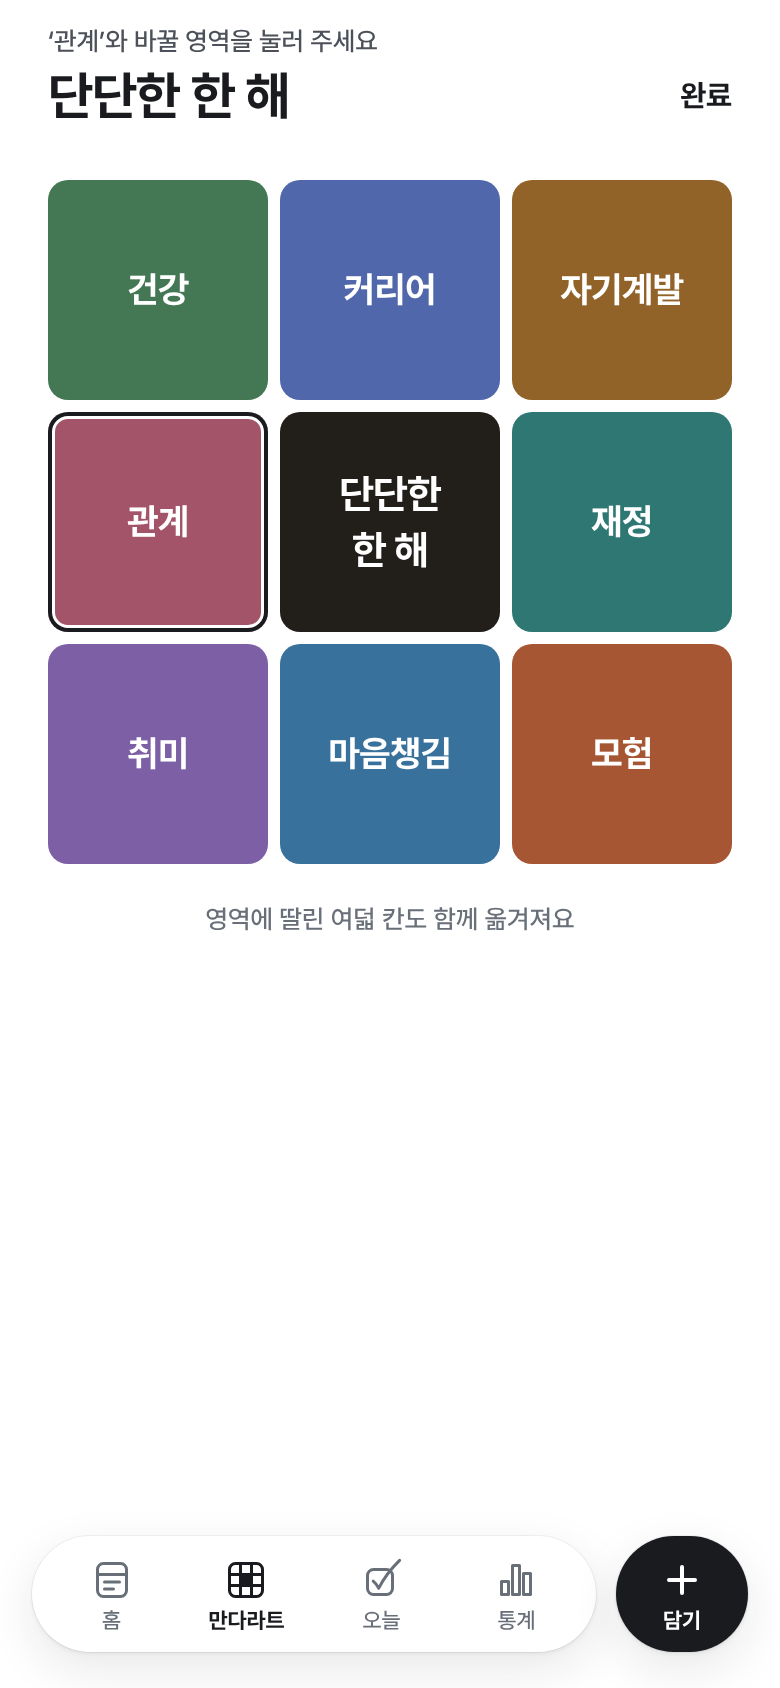 ‘관계’와 바꿀 영역을 눌러 주세요
단단한 한 해
완료
건강
커리어
자기계발
관계
단단한
한 해
재정
취미
마음챙김
모험
영역에 딸린 여덟 칸도 함께 옮겨져요
홈
만다라트
오늘
통계
담기